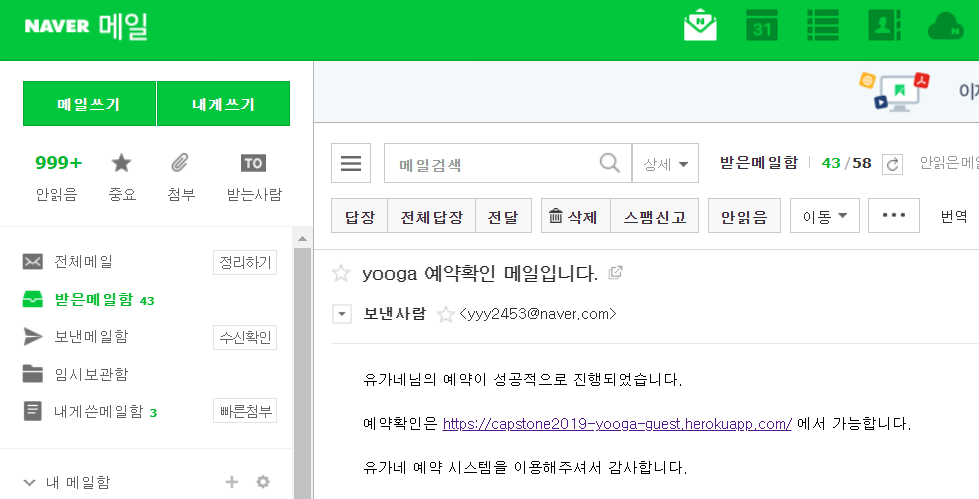 NAVER 메일
31
N
N
메일쓰기
내게쓰기
999+
TO
안읽음
중요
첨부
받는사람
전체메일
정리하기
받은메일함 43
보낸메일함
수신확인
임시보관함
내게쓴메일함 3
빠른첨부
내 메일함
메일검색
상세
받은메일함 43/58
안읽은메일
답장
전체답장
전달
삭제
스팸신고
안읽음
이동
번역
yooga 예약확인 메일입니다.
보낸사람 <yyy2453@naver.com>
유가네님의 예약이 성공적으로 진행되었습니다.
예약확인은 https://capstone2019-yooga-guest.herokuapp.com/ 에서 가능합니다.
유가네 예약 시스템을 이용해주셔서 감사합니다.